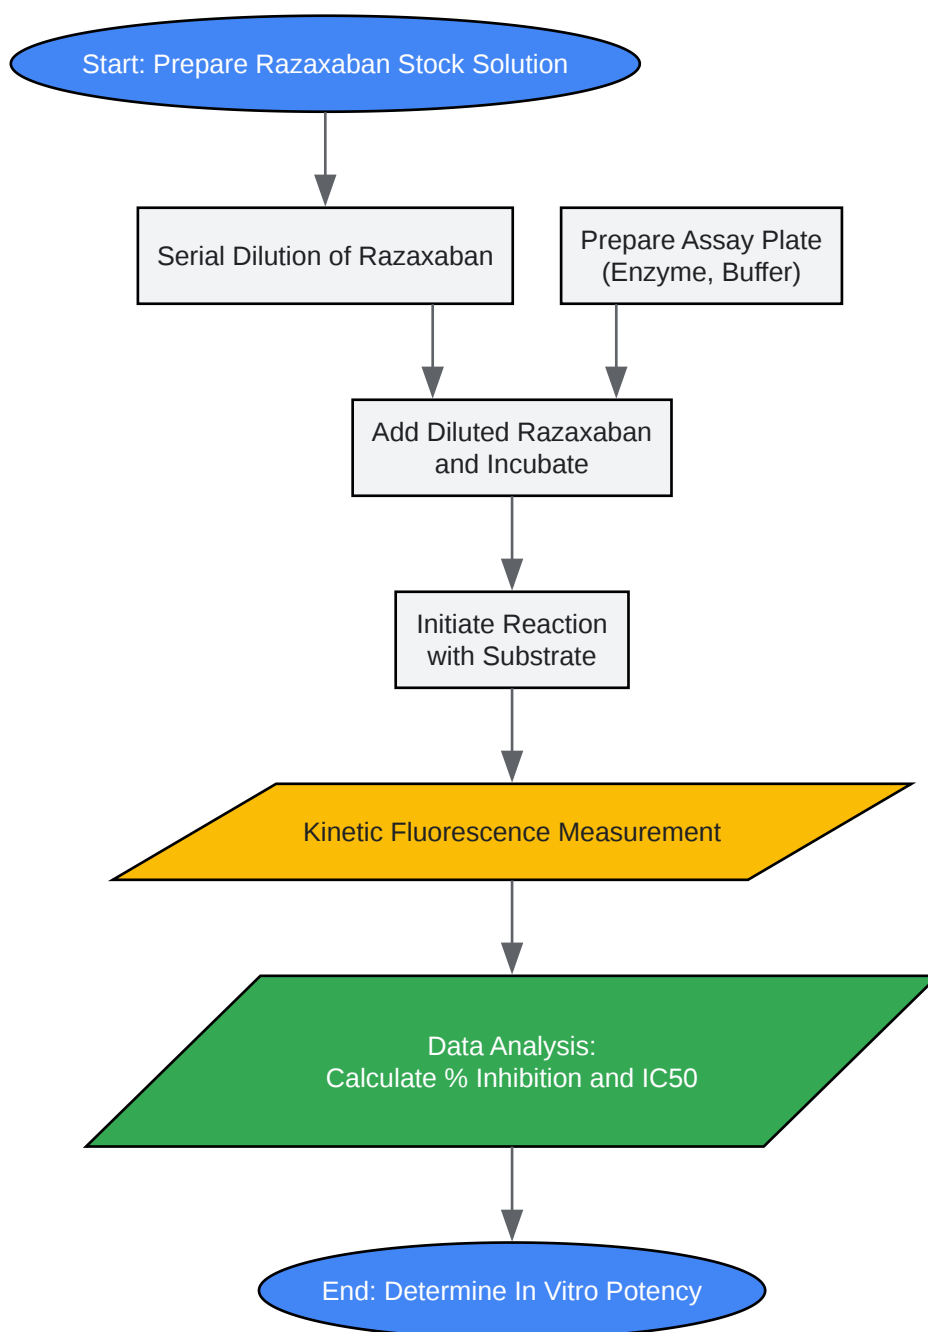 Start: Prepare Razaxaban Stock Solution
Serial Dilution of Razaxaban
Prepare Assay Plate
(Enzyme, Buffer)
Add Diluted Razaxaban
and Incubate
Initiate Reaction
with Substrate
Kinetic Fluorescence Measurement
Data Analysis:
Calculate % Inhibition and IC50
End: Determine In Vitro Potency